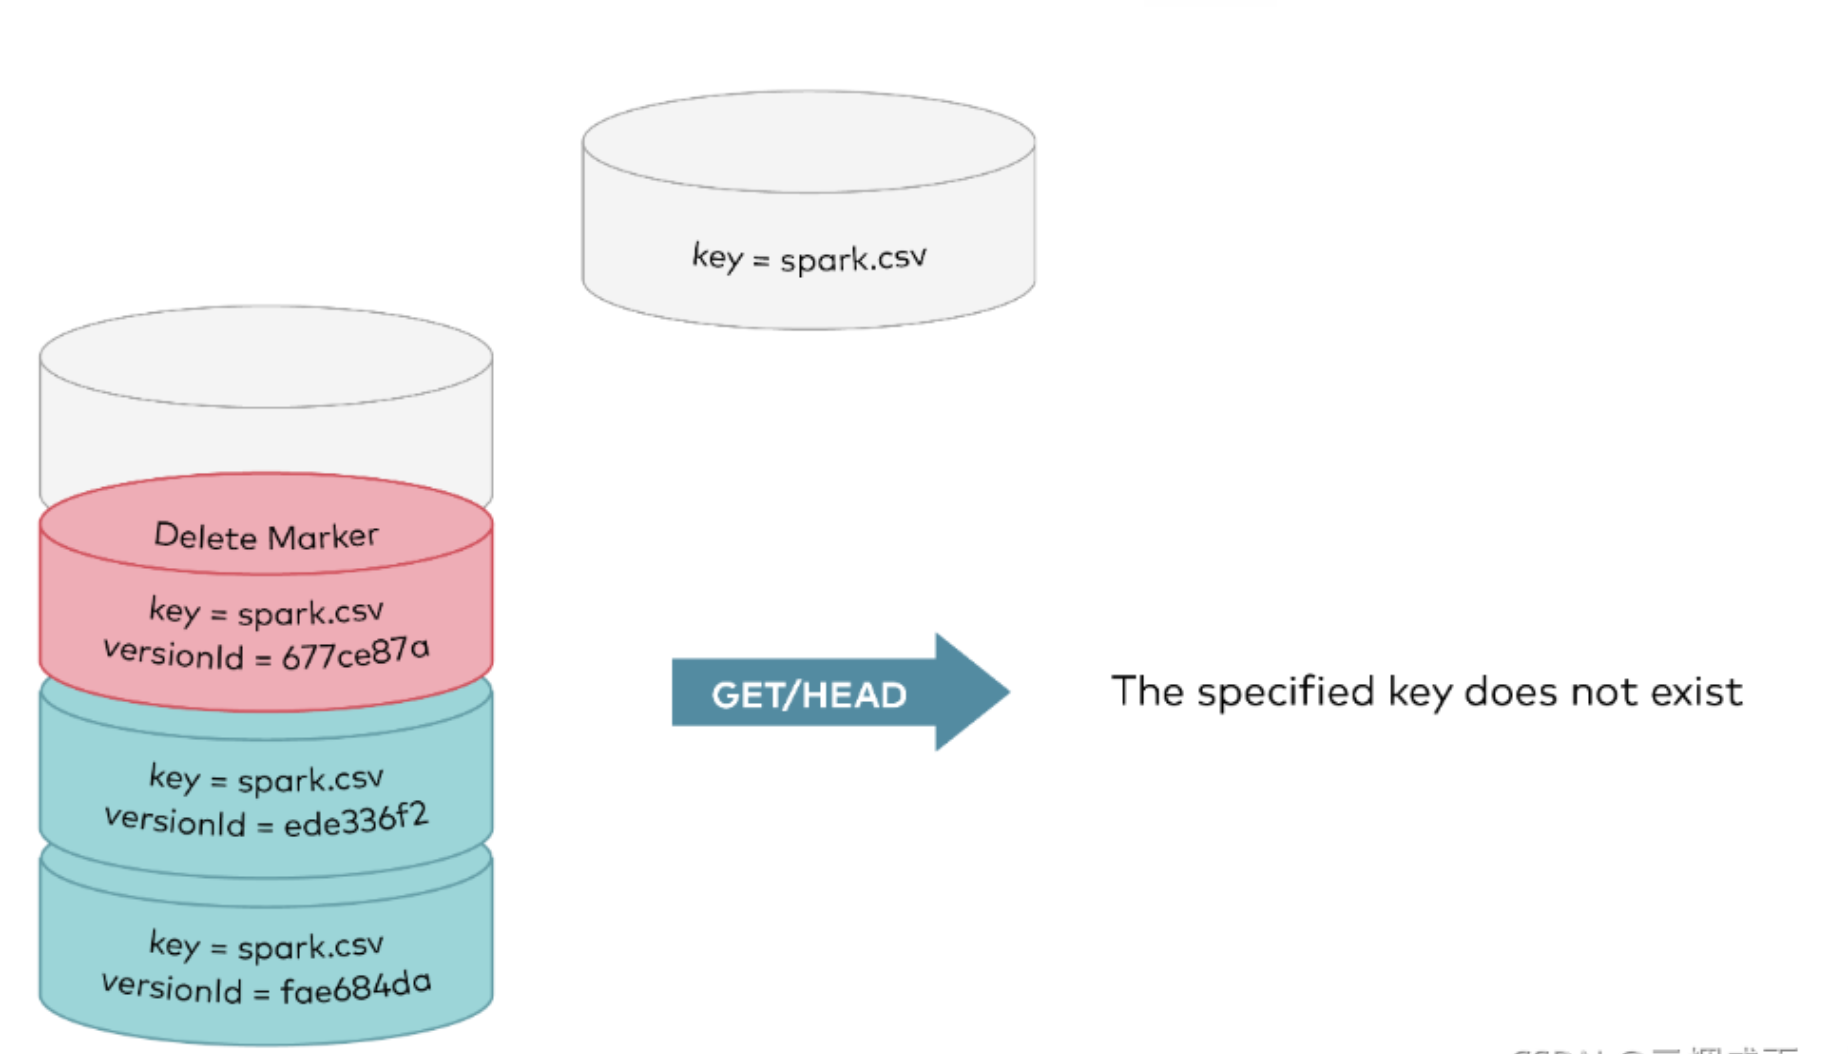 key = spark.csv
Delete Marker
key = spark.csv
versionId = 677ce87a
GET/HEAD
The specified key does not exist
key = spark.csv
versionId = ede336f2
key = spark.csv
versionId = fae684da